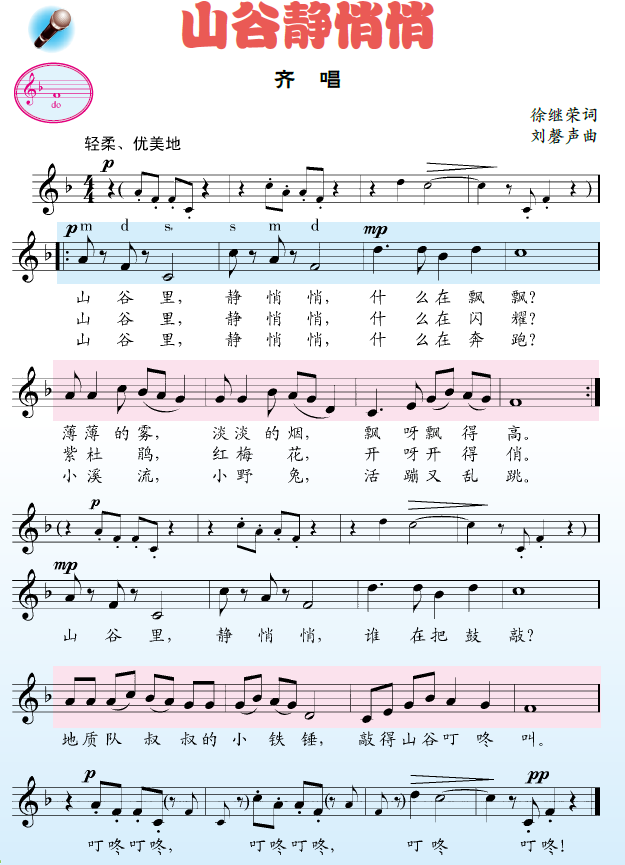 山谷静悄悄
齐 唱
do
徐继荣词
刘磬声曲
轻柔、优美地
p
4
4
p m d s, s m d mp
山 谷 里， 静 悄 悄， 什 么在飘 飘？
山 谷 里， 静 悄 悄， 什 么在闪 耀？
山 谷 里， 静 悄 悄， 什 么在奔 跑？
薄薄的雾， 淡淡的烟， 飘 呀飘得 高。
紫杜 鹃， 红梅 花， 开 呀开得 俏。
小溪 流， 小野 兔， 活 蹦又乱 跳。
p
mp
山 谷 里， 静 悄 悄， 谁 在把鼓 敲？
地质队 叔 叔的小铁锤， 敲得山谷叮 咚 叫。
p pp
叮咚叮咚， 叮咚叮咚， 叮 咚 叮 咚！